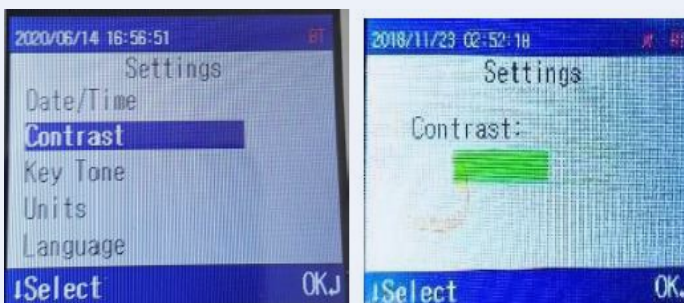 2020/06/14 16:56:51 BT
Settings
Date/Time
Contrast
Key Tone
Units
Language
↓Select OK↲
2018/11/23 02:52:18
Settings
Contrast:
↓Select OK